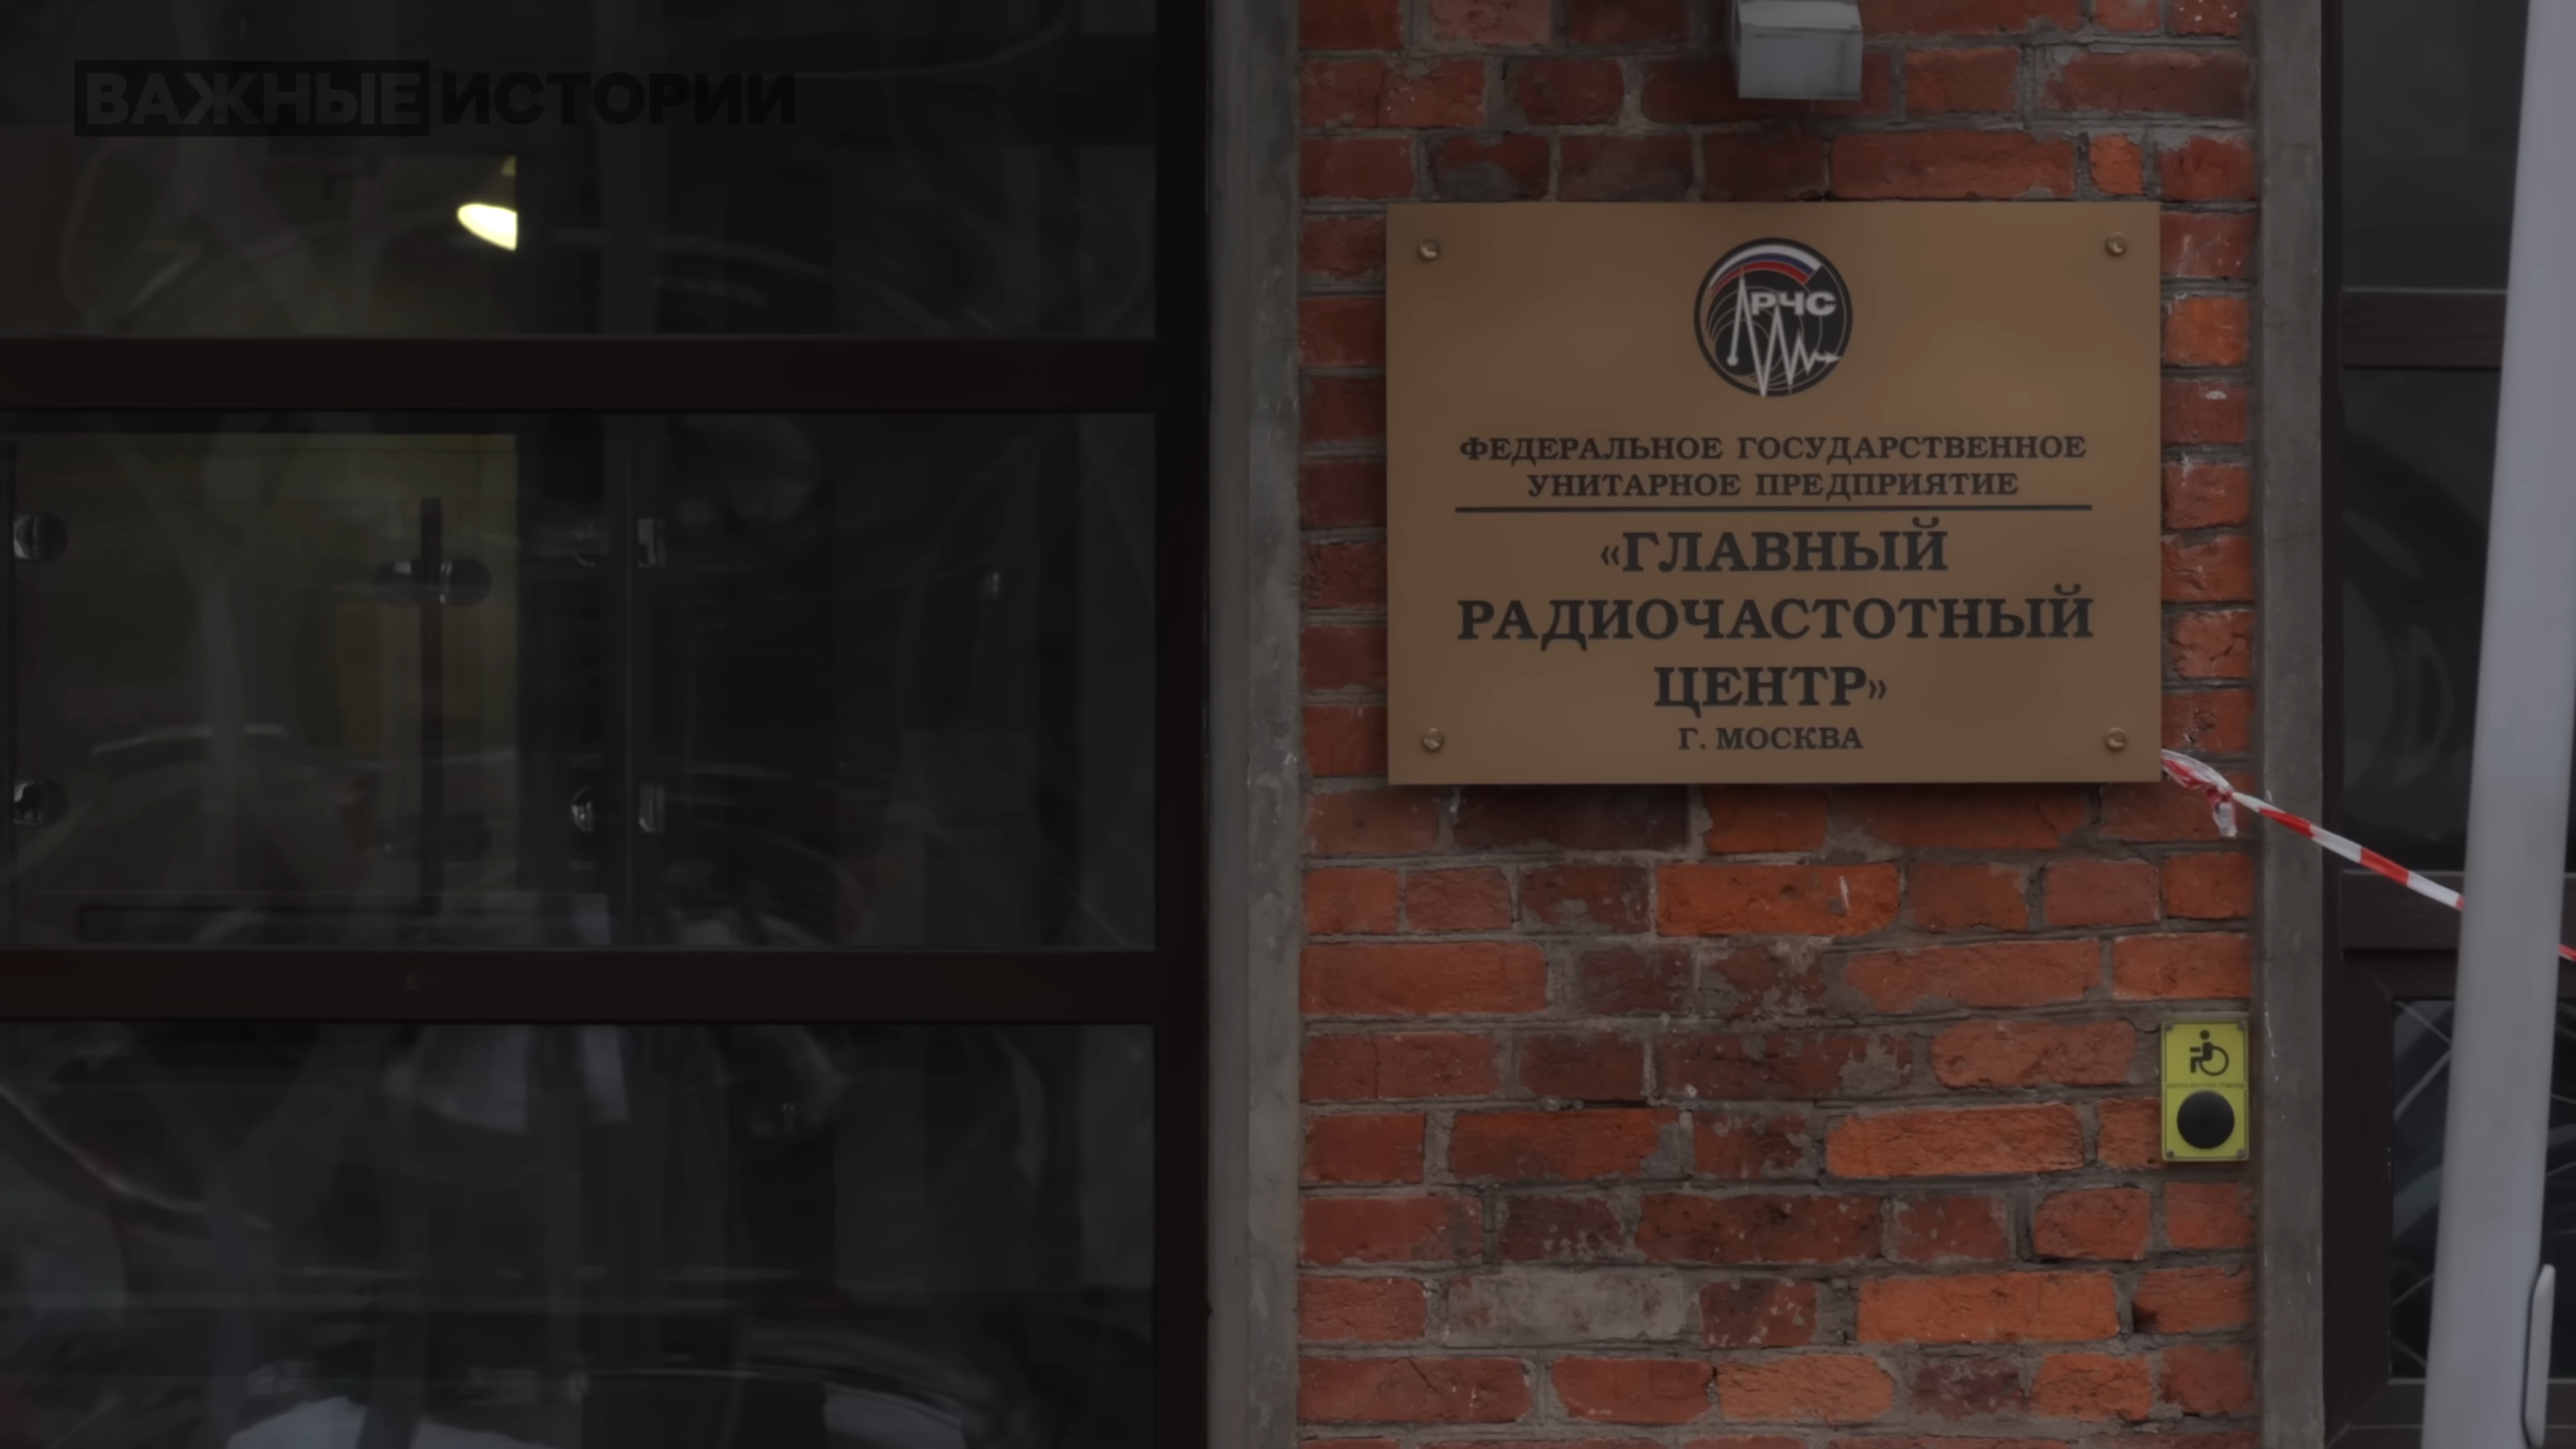 ВАЖНЫЕ ИСТОРИИ
РЧС
ФЕДЕРАЛЬНОЕ ГОСУДАРСТВЕННОЕ
УНИТАРНОЕ ПРЕДПРИЯТИЕ
«ГЛАВНЫЙ
РАДИОЧАСТОТНЫЙ
ЦЕНТР»
Г. МОСКВА